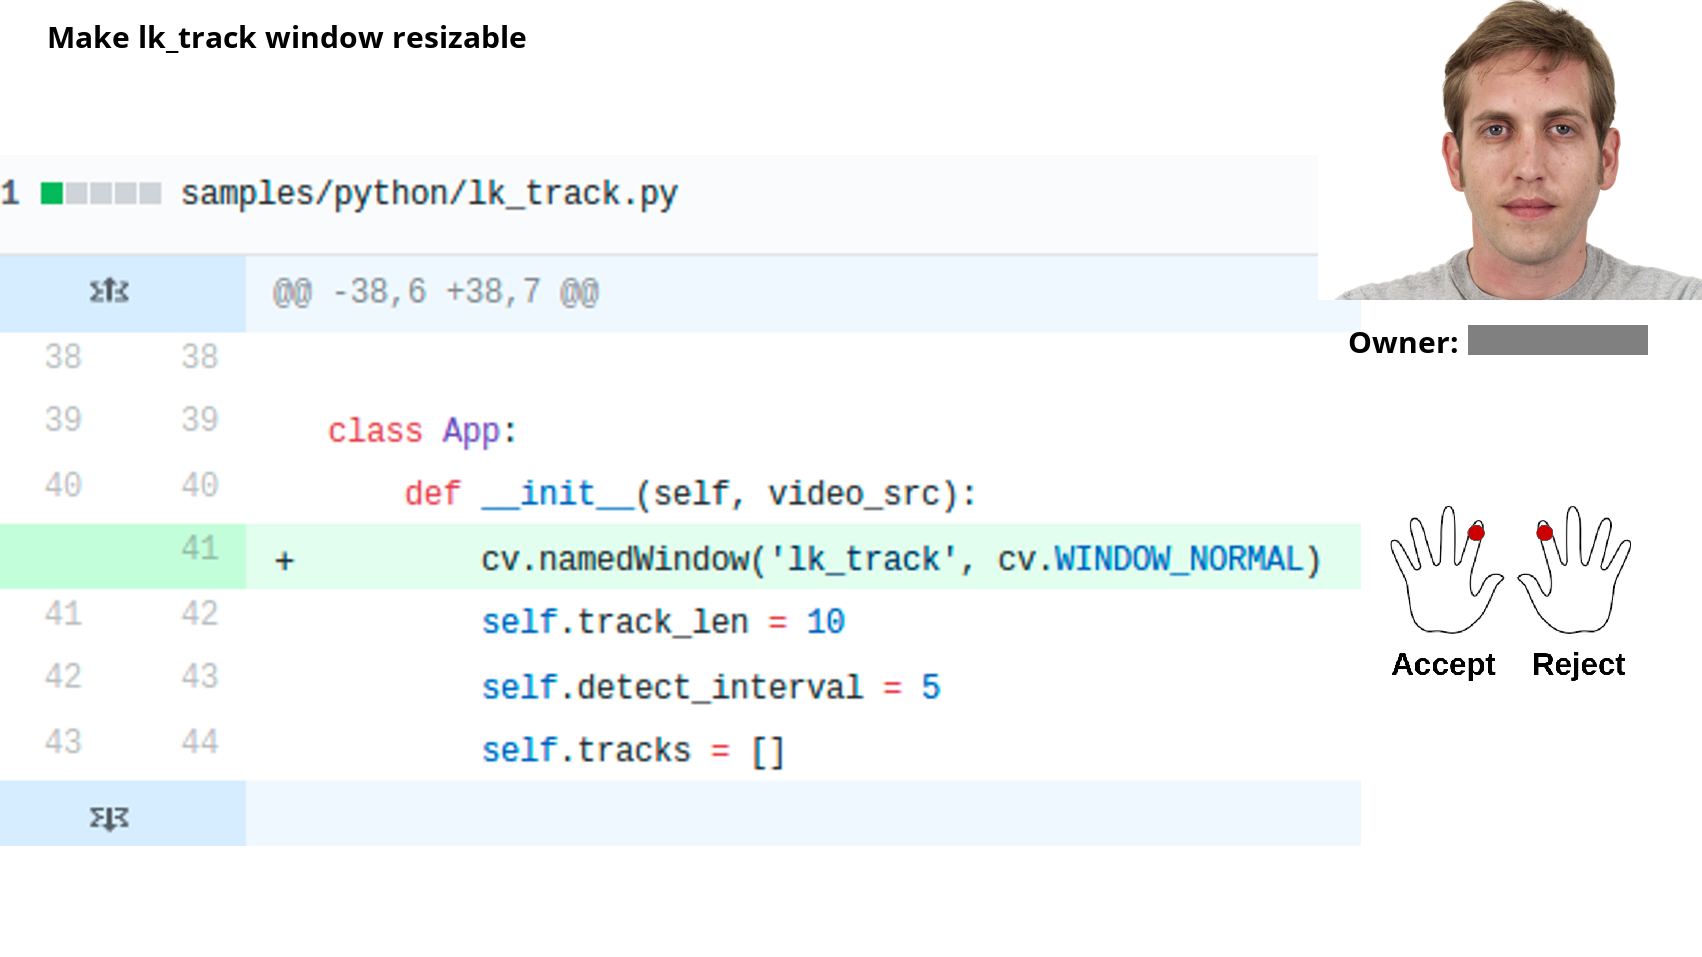 Make lk_track window resizable
1 samples/python/lk_track.py
@@ -38,6 +38,7 @@
Owner:
38 38
39 39 class App:
40 40 def __init__(self, video_src):
41 + cv.namedWindow('lk_track', cv.WINDOW_NORMAL)
41 42 self.track_len = 10
42 43 self.detect_interval = 5
43 44 self.tracks = []
Accept Reject